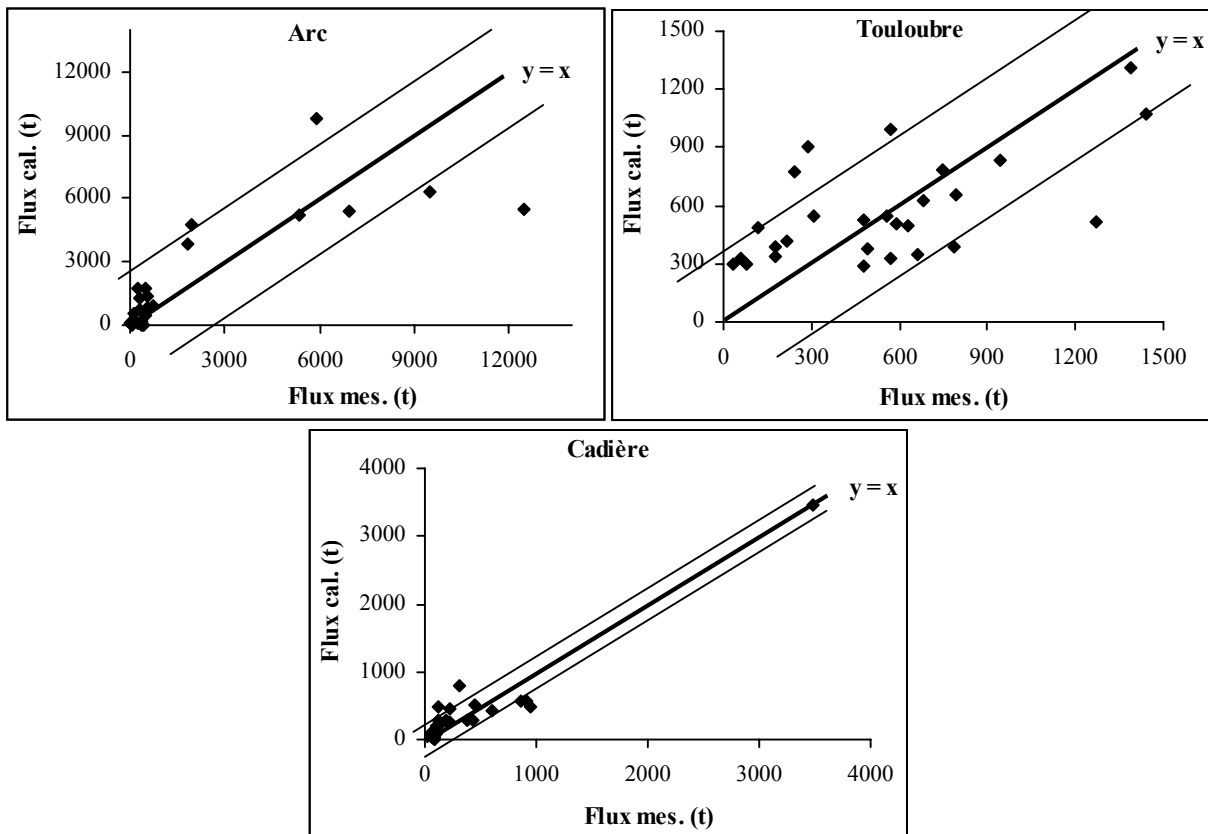 Arc
y = x
Flux cal. (t)
12000
9000
6000
3000
0
0 3000 6000 9000 12000
Flux mes. (t)
Touloubre
y = x
Flux cal. (t)
1500
1200
900
600
300
0
0 300 600 900 1200 1500
Flux mes. (t)
Cadière
y = x
Flux cal. (t)
4000
3000
2000
1000
0
0 1000 2000 3000 4000
Flux mes. (t)